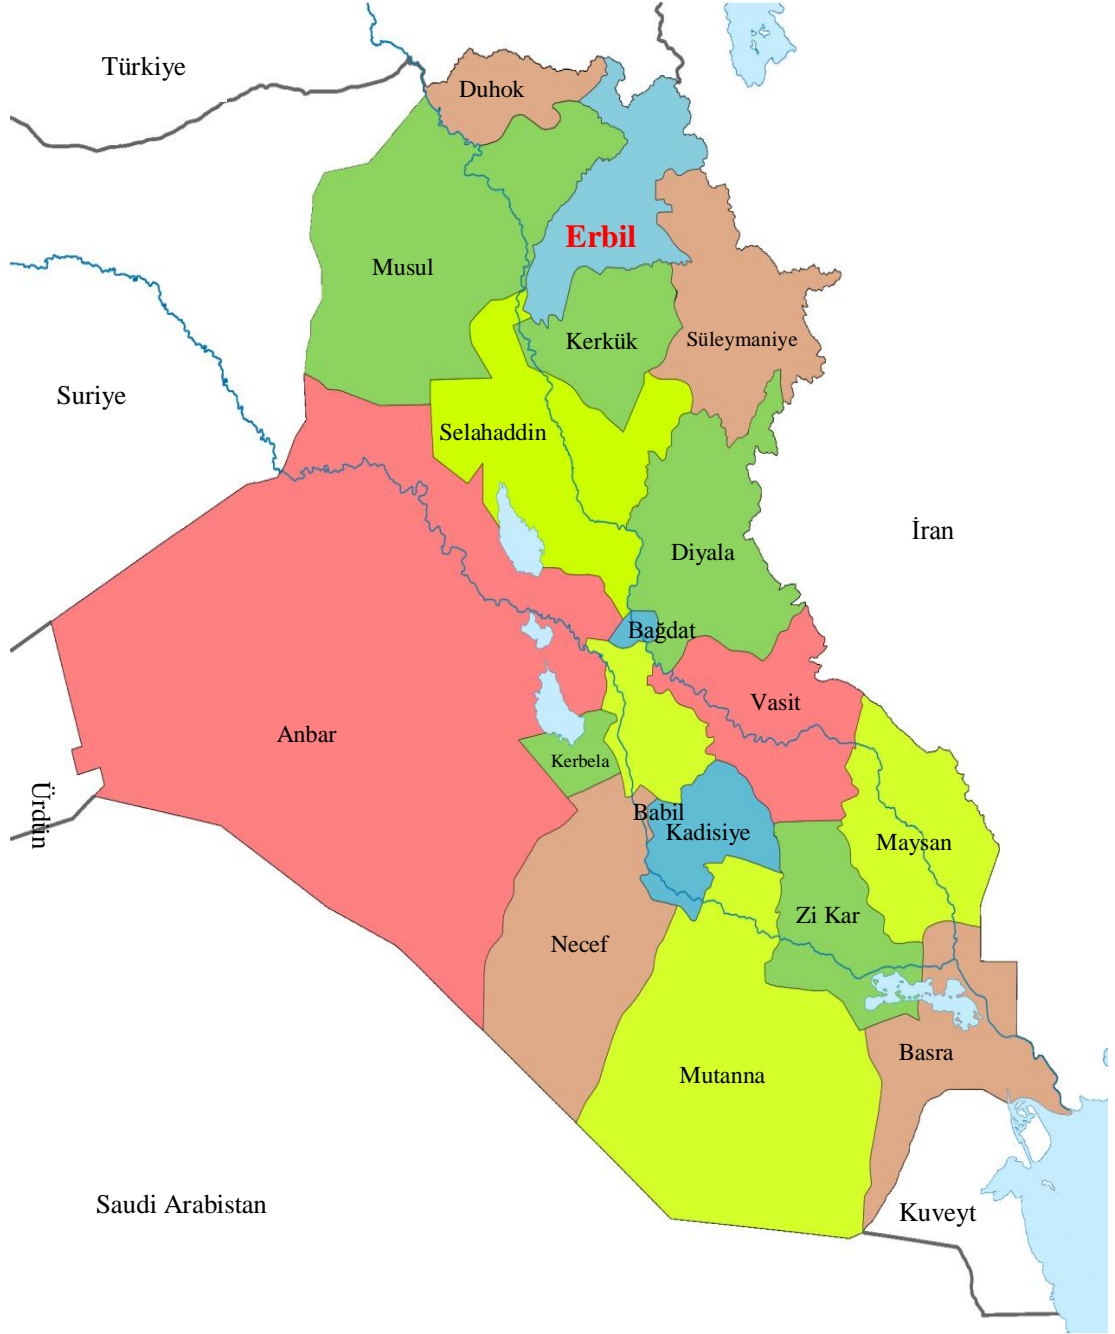 Türkiye
Duhok
Erbil
Musul
Kerkük
Süleymaniye
Suriye
Selahaddin
İran
Diyala
Bağdat
Vasit
Anbar
Kerbela
Ürdün
Babil
Kadisiye
Maysan
Zi Kar
Necef
Basra
Mutanna
Saudi Arabistan
Kuveyt